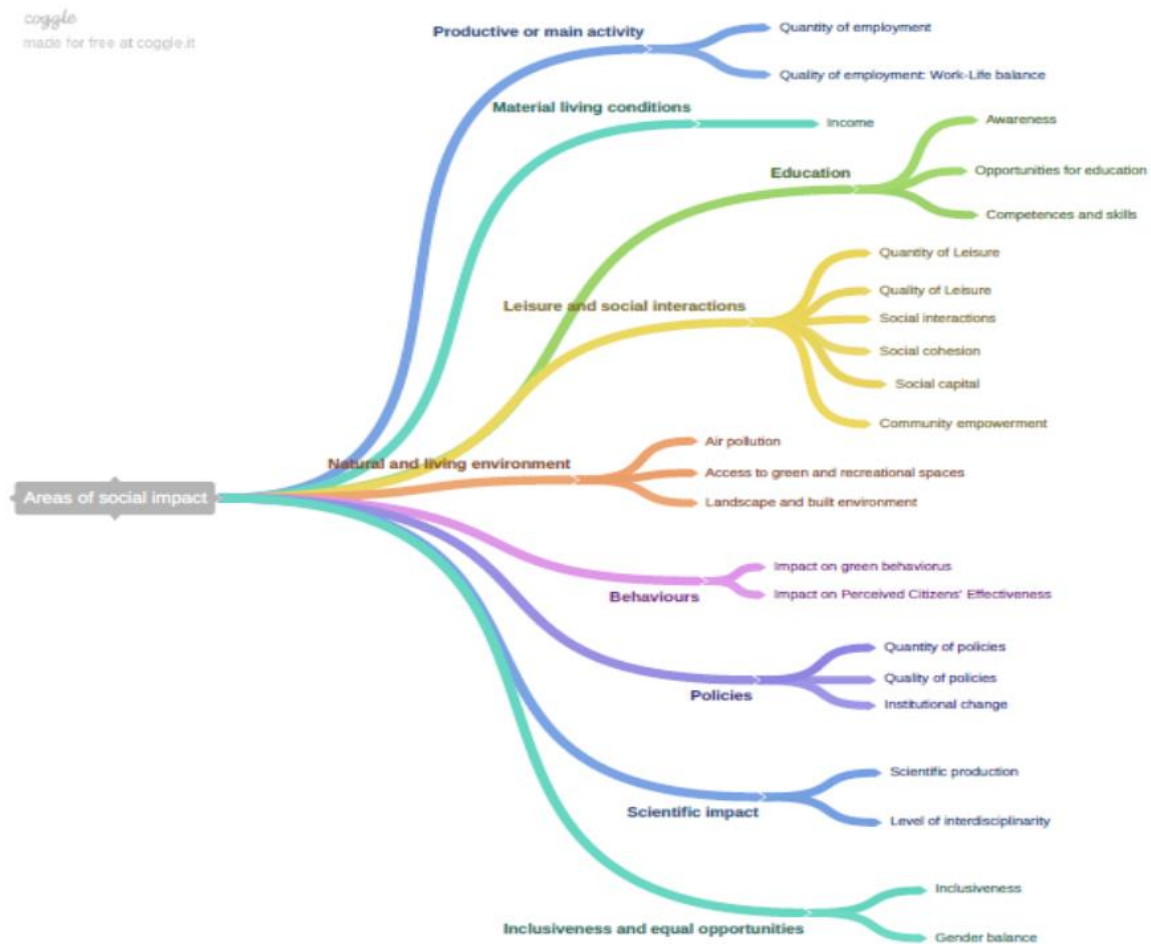 coggle
made for free at coggle.it
Areas of social impact
Productive or main activity
Quantity of employment
Quality of employment: Work-Life balance
Material living conditions
Income
Education
Awareness
Opportunities for education
Competences and skills
Leisure and social interactions
Quantity of Leisure
Quality of Leisure
Social interactions
Social cohesion
Social capital
Community empowerment
Natural and living environment
Air pollution
Access to green and recreational spaces
Landscape and built environment
Behaviours
Impact on green behaviorus
Impact on Perceived Citizens' Effectiveness
Policies
Quantity of policies
Quality of policies
Institutional change
Scientific impact
Scientific production
Level of interdisciplinarity
Inclusiveness and equal opportunities
Inclusiveness
Gender balance